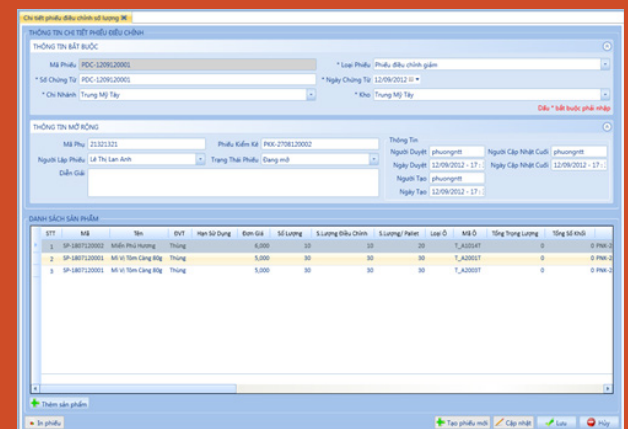 Chi tiết phiếu điều chỉnh số lượng
THÔNG TIN CHI TIẾT PHIẾU ĐIỀU CHỈNH
THÔNG TIN BẮT BUỘC
Mã Phiếu PDC-1209120001 * Loại Phiếu Phiếu điều chỉnh giảm
* Số Chứng Từ PDC-1209120001 * Ngày Chứng Từ 12/09/2012
* Chi Nhánh Trung Mỹ Tây * Kho Trung Mỹ Tây
Dấu * bắt buộc phải nhập
THÔNG TIN MỞ RỘNG
Mã Phụ 21321321 Phiếu Kiểm Kê PKK-2708120002
Người Lập Phiếu Lê Thị Lan Anh Trạng Thái Phiếu Đang mở
Diễn Giải
Thông Tin
Người Duyệt phuongntt Người Cập Nhật Cuối phuongntt
Ngày Duyệt 12/09/2012 - 17: Ngày Cập Nhật Cuối 12/09/2012 - 17:
Người Tạo phuongntt
Ngày Tạo 12/09/2012 - 17:
DANH SÁCH SẢN PHẨM
STT Mã Tên ĐVT Hạn Sử Dụng Đơn Giá Số Lượng S.Lượng Điều Chỉnh S.Lượng/ Pallet Loại Ô Mã Ô Tổng Trọng Lượng Tổng Số Khối
1 SP-1807120002 Miến Phú Hương Thùng 6,000 10 10 20 T_A1014T 0 0 PNK-2
2 SP-1807120001 Mì Vị Tôm Càng 80g Thùng 5,000 30 30 30 T_A2001T 0 0 PNK-2
3 SP-1807120001 Mì Vị Tôm Càng 80g Thùng 5,000 30 30 30 T_A2003T 0 0 PNK-2
Thêm sản phẩm
In phiếu Tạo phiếu mới Cập nhật Lưu Hủy